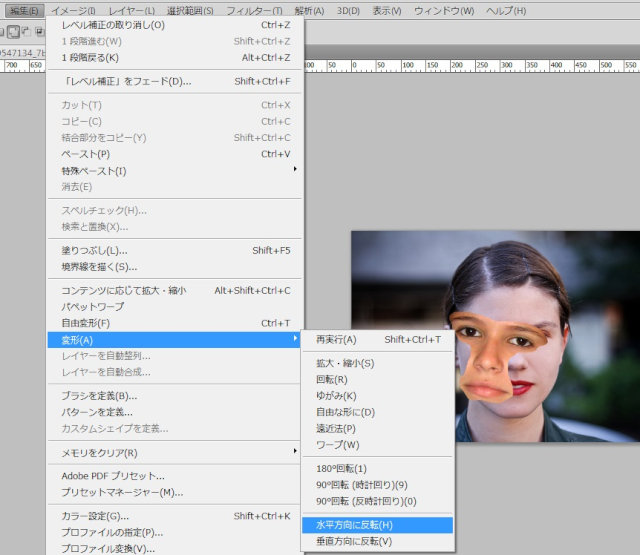 編集(E) イメージ(I) レイヤー(L) 選択範囲(S) フィルター(T) 解析(A) 3D(D) 表示(V) ウィンドウ(W) ヘルプ(H)
レベル補正の取り消し(O) Ctrl+Z
1 段階進む(W) Shift+Ctrl+Z
1 段階戻る(K) Alt+Ctrl+Z
「レベル補正」をフェード(D)... Shift+Ctrl+F
カット(T) Ctrl+X
コピー(C) Ctrl+C
結合部分をコピー(Y) Shift+Ctrl+C
ペースト(P) Ctrl+V
特殊ペースト(I)
消去(E)
スペルチェック(H)...
検索と置換(X)...
塗りつぶし(L)... Shift+F5
境界線を描く(S)...
コンテンツに応じて拡大・縮小 Alt+Shift+Ctrl+C
パペットワープ
自由変形(F) Ctrl+T
変形(A)
レイヤーを自動整列...
レイヤーを自動合成...
ブラシを定義(B)...
パターンを定義...
カスタムシェイプを定義...
メモリをクリア(R)
Adobe PDF プリセット...
プリセットマネージャー(M)...
カラー設定(G)... Shift+Ctrl+K
プロファイルの指定(P)...
プロファイル変換(V)...
再実行(A) Shift+Ctrl+T
拡大・縮小(S)
回転(R)
ゆがみ(K)
自由な形に(D)
遠近法(P)
ワープ(W)
180°回転(1)
90°回転 (時計回り)(9)
90°回転 (反時計回り)(0)
水平方向に反転(H)
垂直方向に反転(V)
700 650
100 50 0 50 100 150 200 250 300 350 400 450 500 550